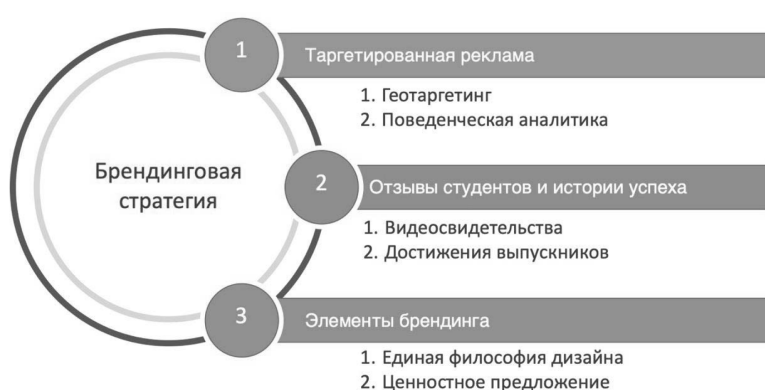 1
Таргетированная реклама
1. Геотаргетинг
2. Поведенческая аналитика
Брендинговая
стратегия
2
Отзывы студентов и истории успеха
1. Видеосвидетельства
2. Достижения выпускников
3
Элементы брендинга
1. Единая философия дизайна
2. Ценностное предложение